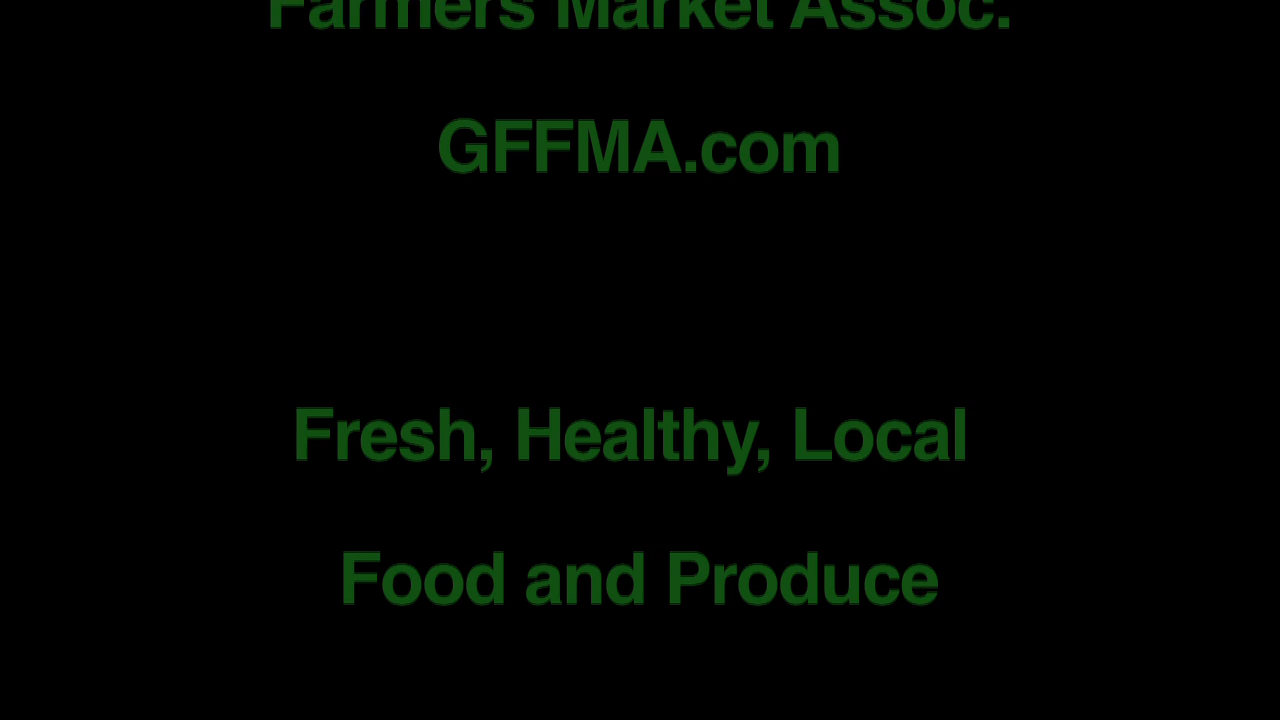 Farmers Market Assoc.
GFFMA.com
Fresh, Healthy, Local
Food and Produce